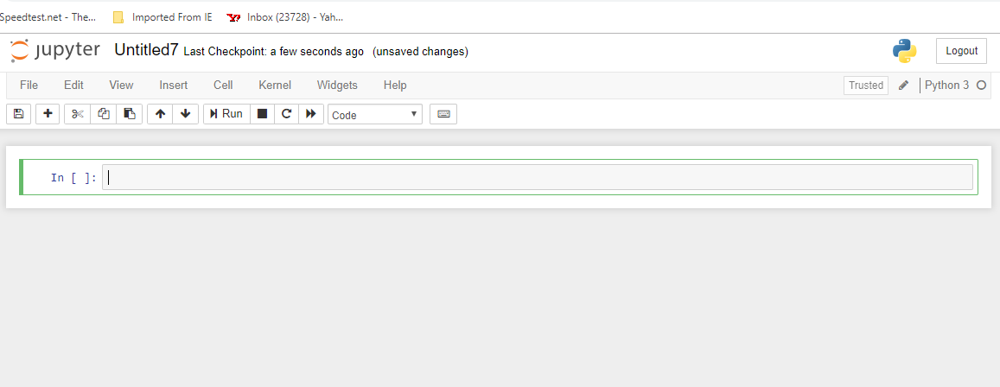 Speedtest.net - The... Imported From IE Inbox (23728) - Yah...
jupyter Untitled7 Last Checkpoint: a few seconds ago (unsaved changes) Logout
File Edit View Insert Cell Kernel Widgets Help Trusted Python 3
Run Code
In [ ]: